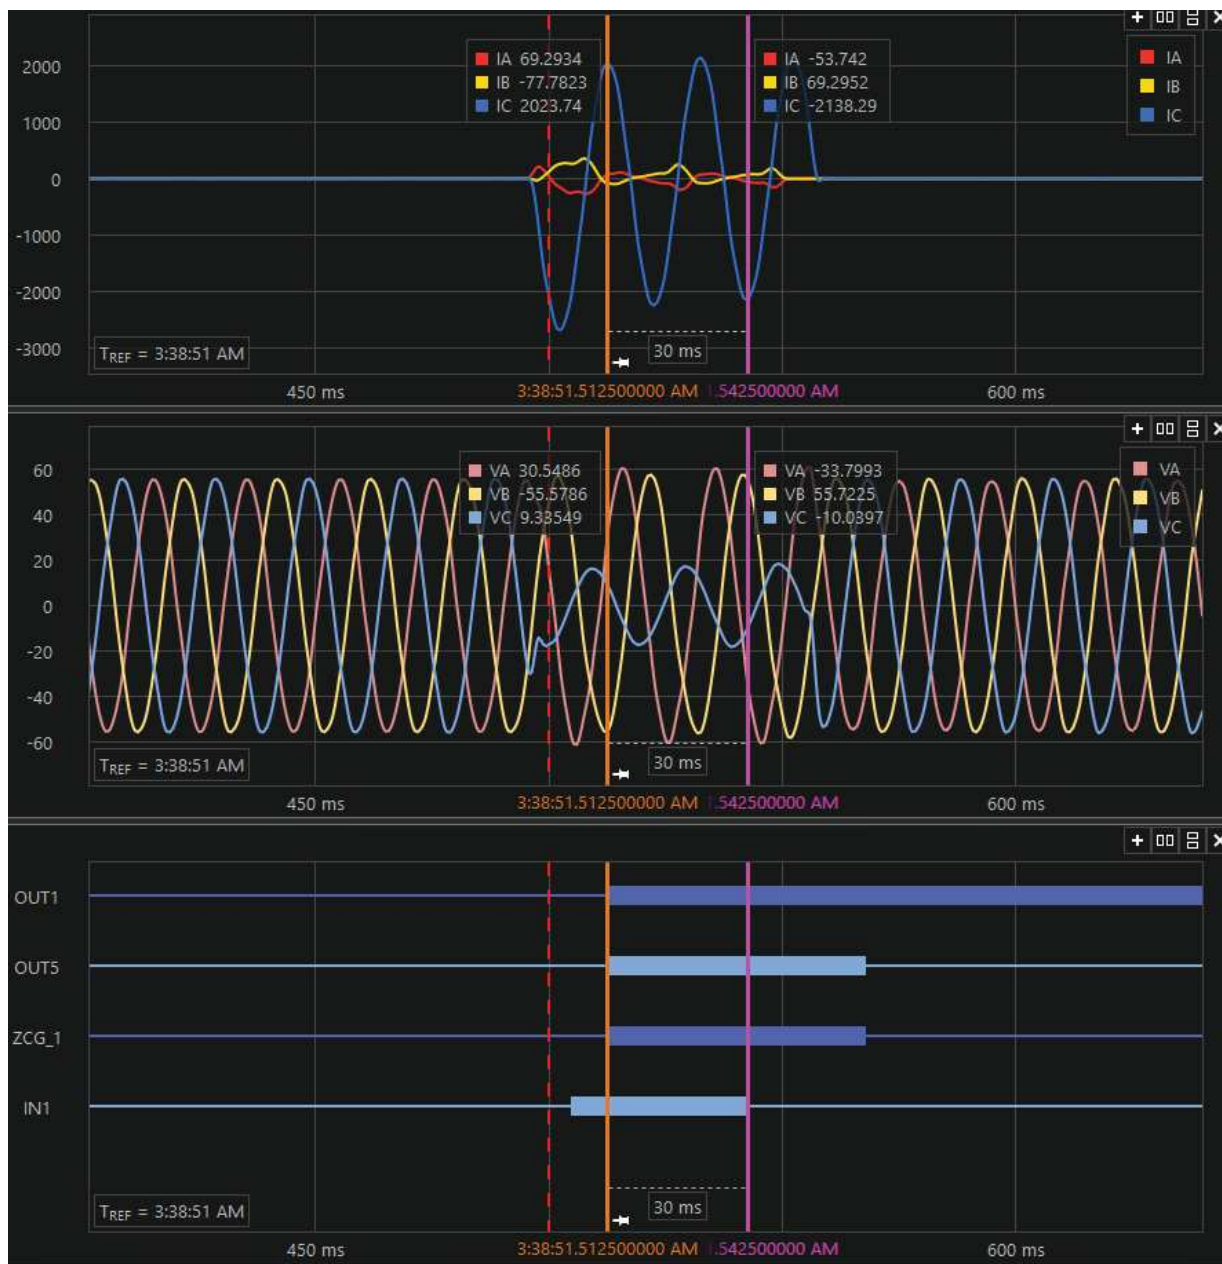 IA 69.2934
IB -77.7823
IC 2023.74
IA -53.742
IB 69.2952
IC -2138.29
IA
IB
IC
2000
1000
0
-1000
-2000
-3000
T_REF = 3:38:51 AM
30 ms
450 ms
3:38:51.512500000 AM
.542500000 AM
600 ms
VA 30.5486
VB -55.5786
VC 9.33549
VA -33.7993
VB 55.7225
VC -10.0397
VA
VB
VC
60
40
20
0
-20
-40
-60
T_REF = 3:38:51 AM
30 ms
450 ms
3:38:51.512500000 AM
.542500000 AM
600 ms
OUT1
OUT5
ZCG_1
IN1
T_REF = 3:38:51 AM
30 ms
450 ms
3:38:51.512500000 AM
.542500000 AM
600 ms